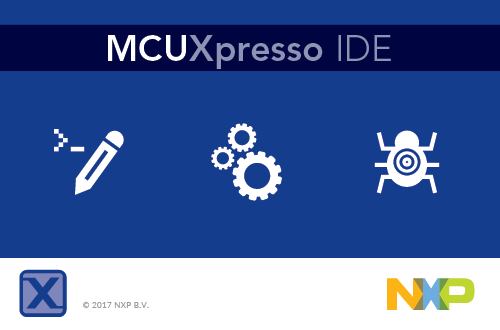 MCUXpresso IDE
X
© 2017 NXP B.V.
NXP